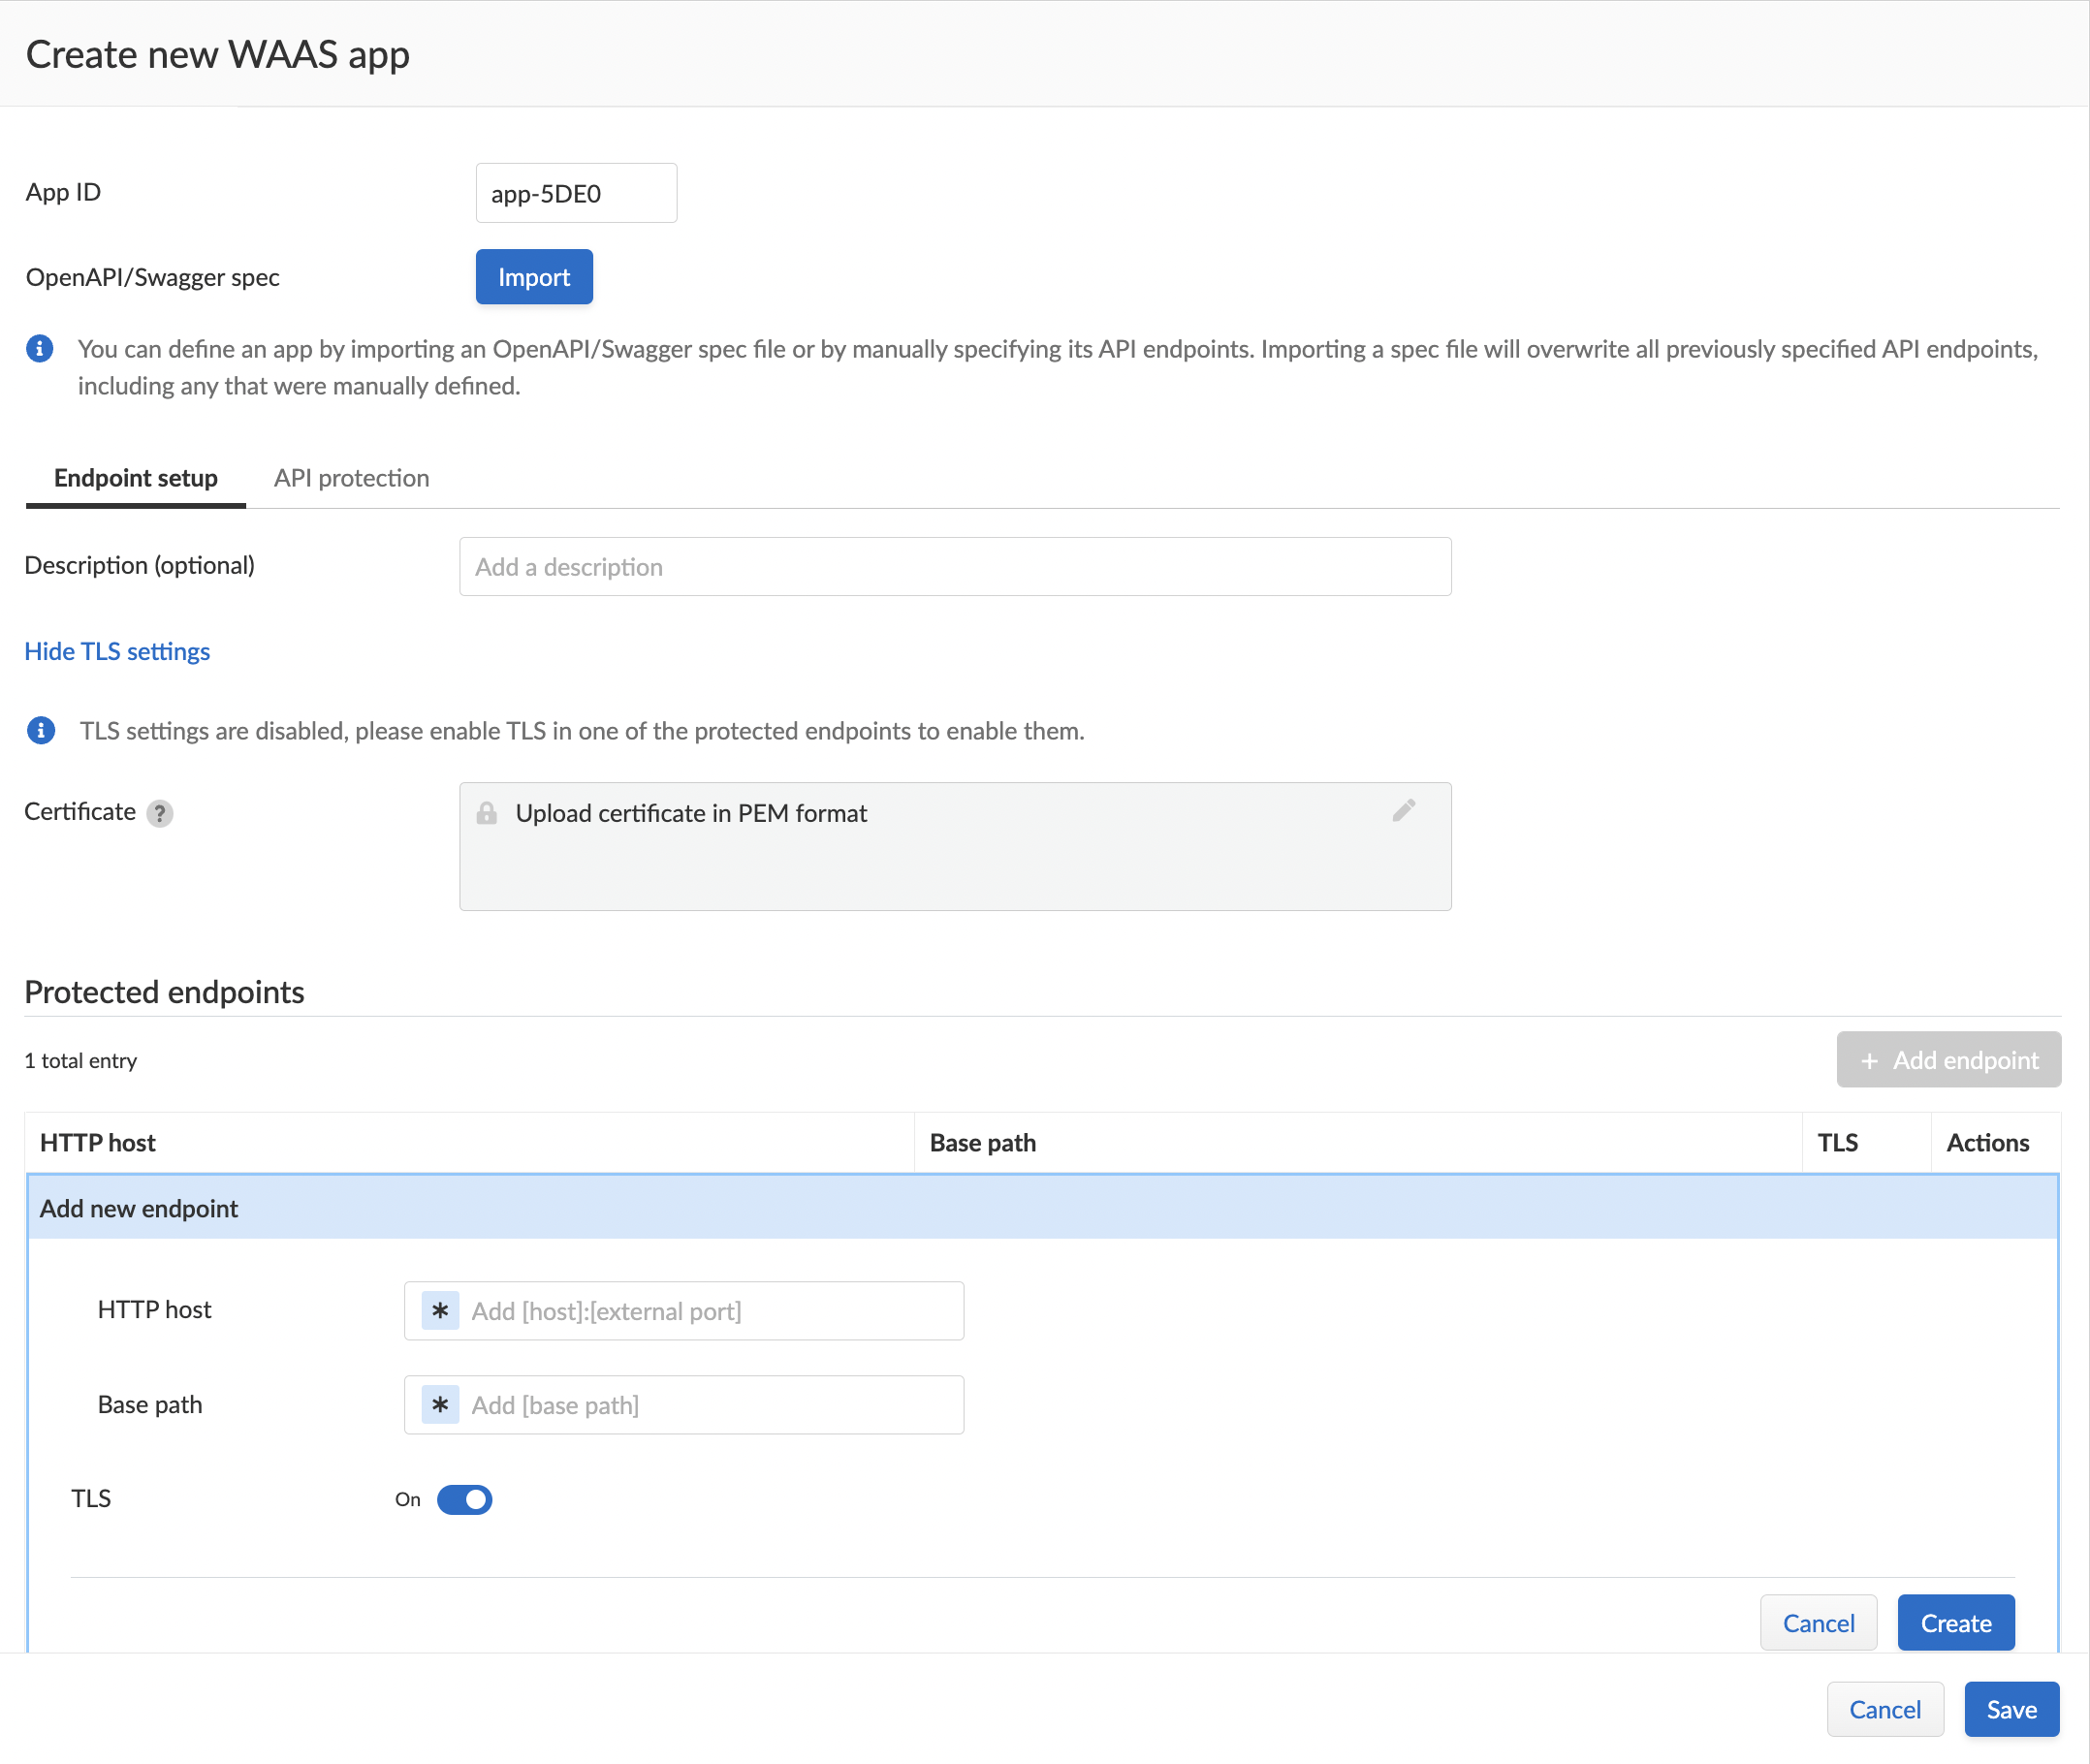 Create new WAAS app
App ID
app-5DE0
OpenAPI/Swagger spec
Import
You can define an app by importing an OpenAPI/Swagger spec file or by manually specifying its API endpoints. Importing a spec file will overwrite all previously specified API endpoints,
including any that were manually defined.
Endpoint setup API protection
Description (optional)
Add a description
Hide TLS settings
TLS settings are disabled, please enable TLS in one of the protected endpoints to enable them.
Certificate ?
Upload certificate in PEM format
Protected endpoints
1 total entry
+ Add endpoint
HTTP host Base path TLS Actions
Add new endpoint
HTTP host
* Add [host]:[external port]
Base path
* Add [base path]
TLS
On
Cancel Create
Cancel Save